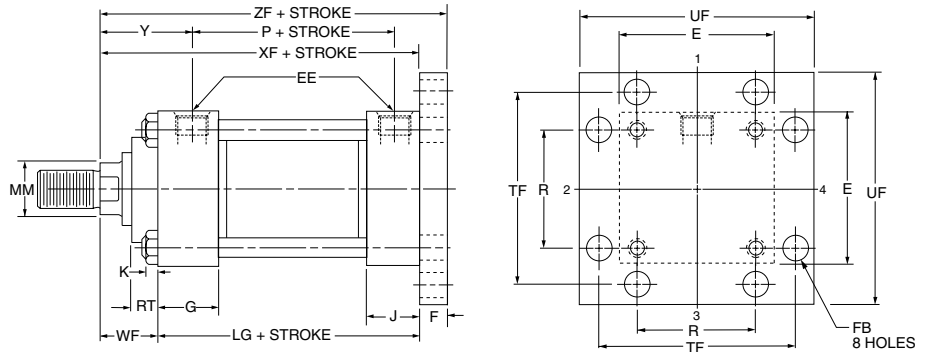 ZF + STROKE
Y
P + STROKE
XF + STROKE
EE
MM
K
RT
G
J
F
WF
LG + STROKE
UF
E
1
TF
R
2
4
E
UF
3
R
TF
FB
8 HOLES